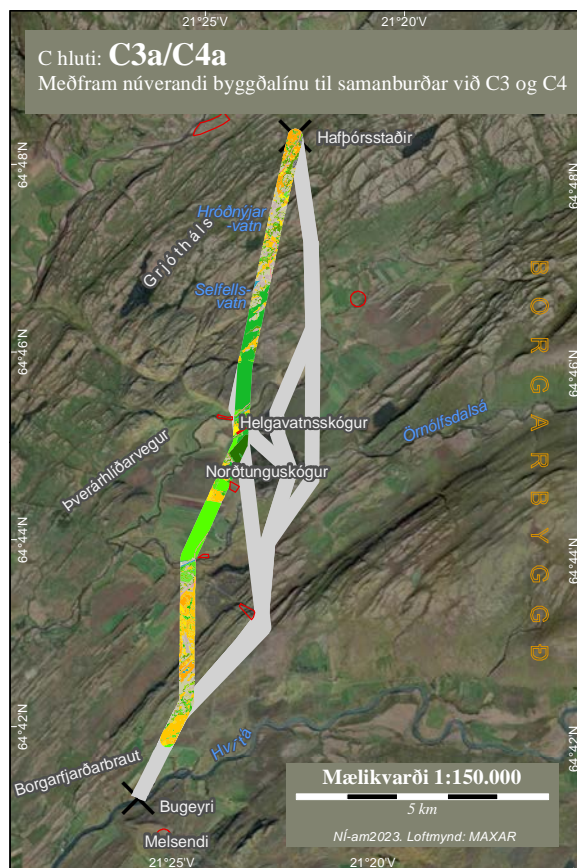 21°25'V
21°20'V
C hluti: C3a/C4a
Meðfram núverandi byggðalínu til samanburðar við C3 og C4
Hafþórsstaðir
64°48'N
64°48'N
Hróðnýjar
-vatn
Grjótháls
Selfells-
vatn
64°46'N
64°46'N
BORGARBYGGÐ
Helgavatnsskógur
Örnólfsdalsá
Þverárhlíðarvegur
Norðtunguskógur
64°44'N
64°44'N
64°42'N
64°42'N
Hvítá
Borgarfjarðarbraut
Bugeyri
Melsendi
Mælikvarði 1:150.000
5 km
NÍ-am2023. Loftmynd: MAXAR
21°25'V
21°20'V